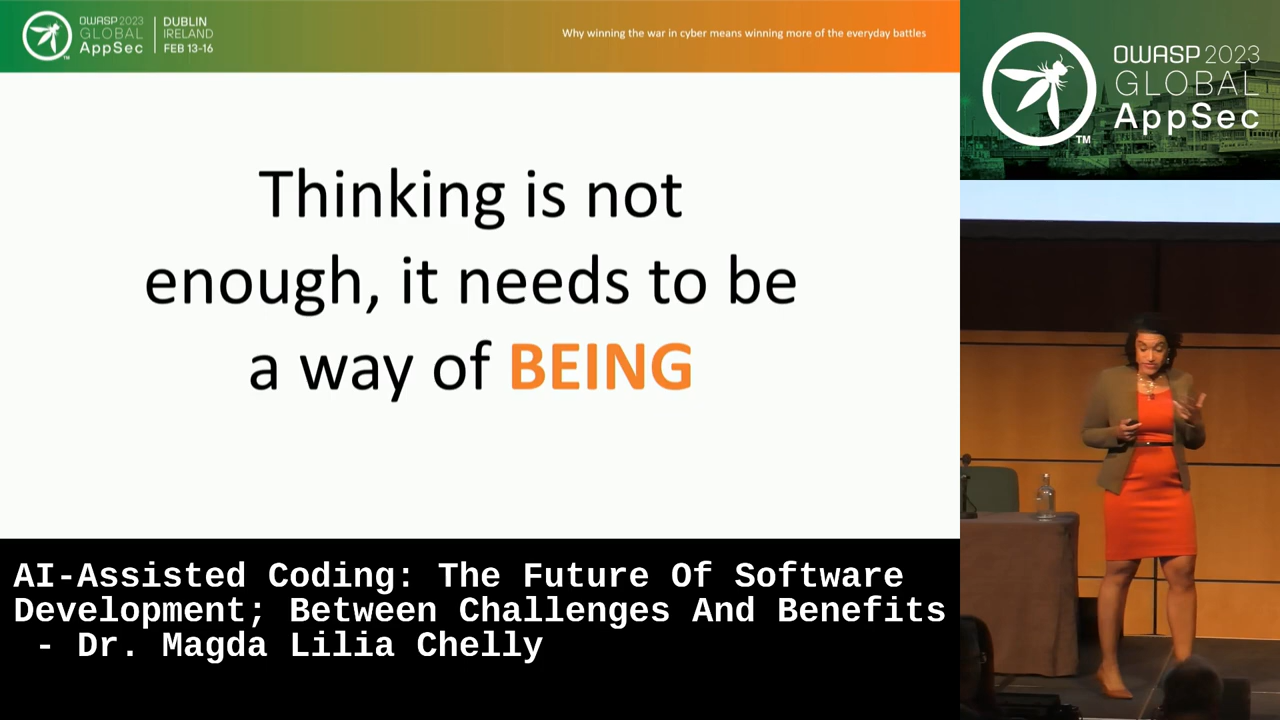 OWASP 2023
GLOBAL
AppSec
TM
DUBLIN
IRELAND
FEB 13-16
Why winning the war in cyber means winning more of the everyday battles
OWASP 2023
GLOBAL
AppSec
TM
Thinking is not
enough, it needs to be
a way of BEING
AI-Assisted Coding: The Future Of Software
Development; Between Challenges And Benefits
- Dr. Magda Lilia Chelly